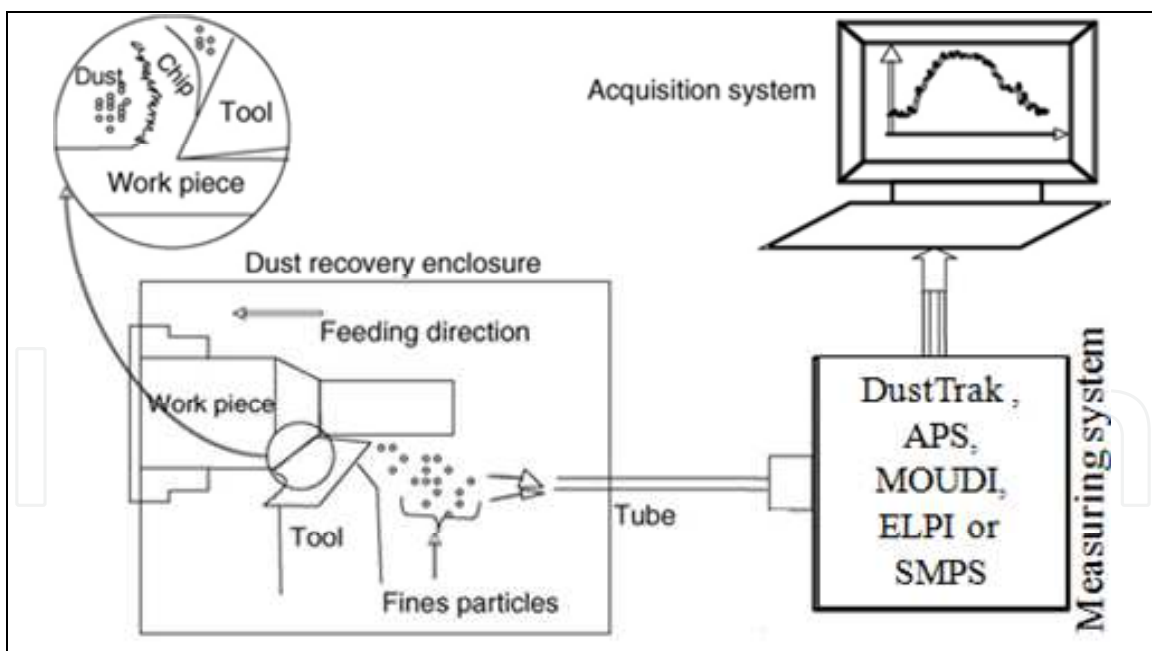 Dust
Chip
Tool
Work piece
Acquisition system
Dust recovery enclosure
Feeding direction
Work piece
Tool
Fines particles
Tube
DustTrak ,
APS,
MOUDI,
ELPI or
SMPS
Measuring system